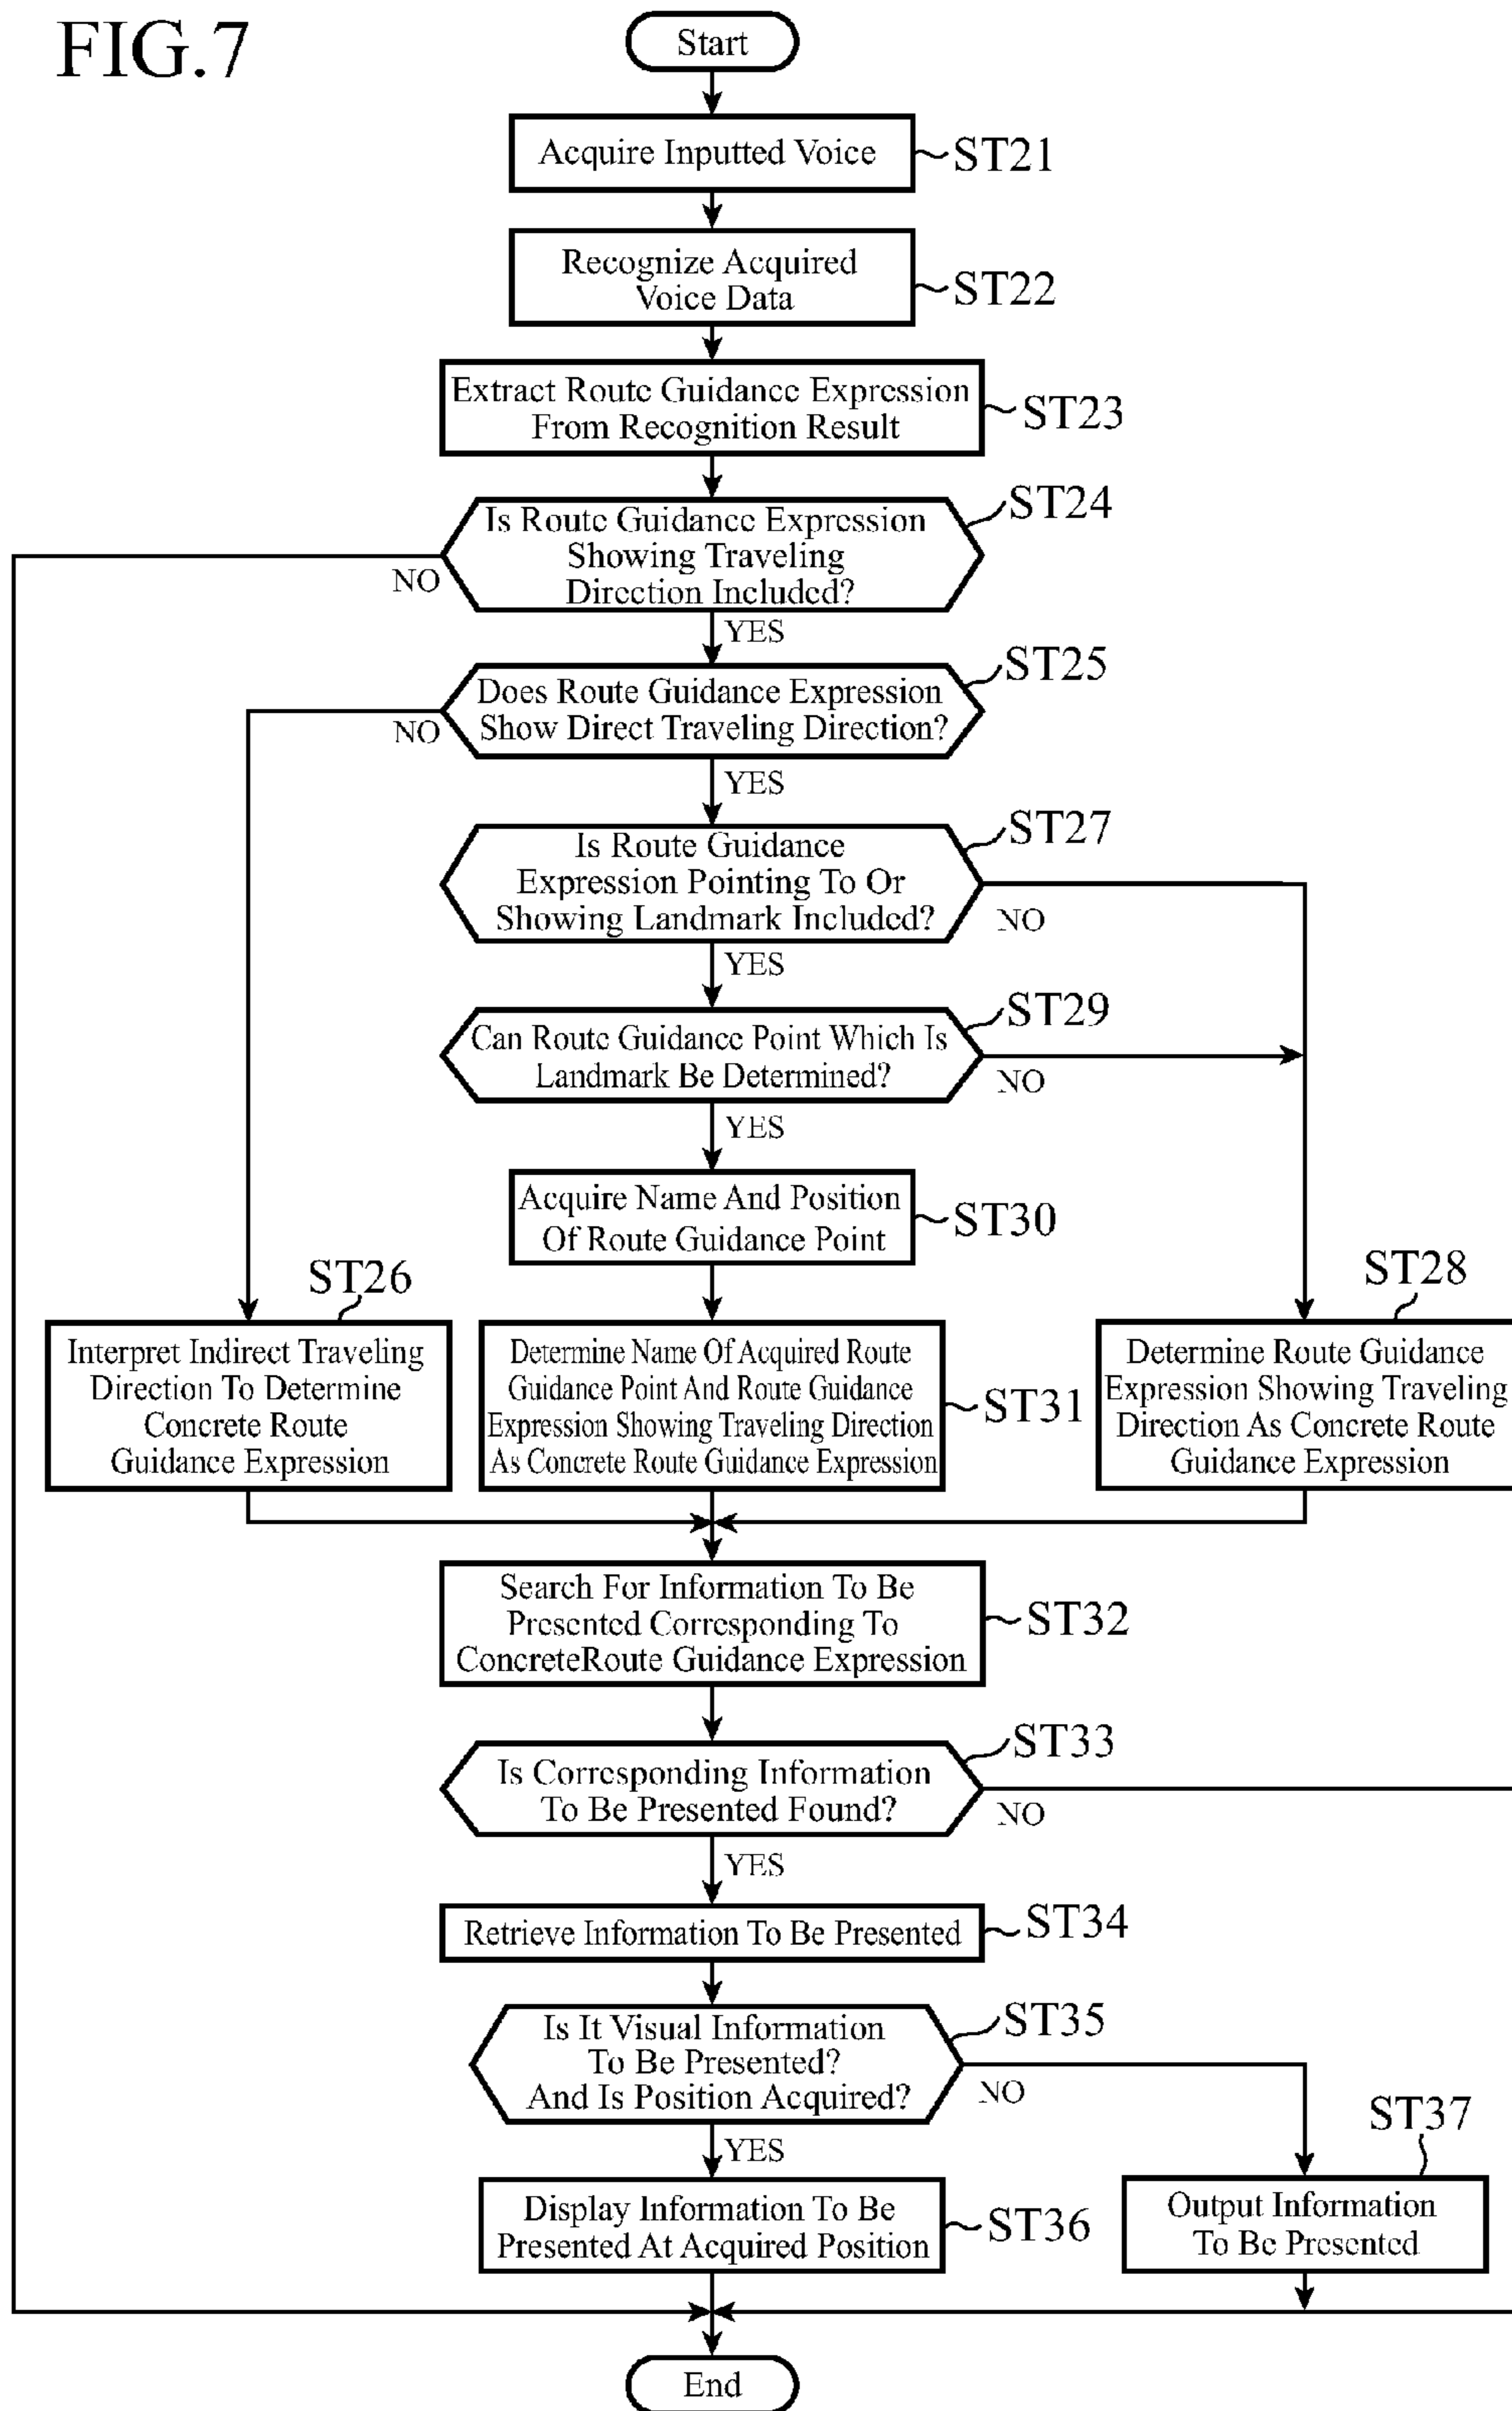 FIG.7
Start
Acquire Inputted Voice
ST21
Recognize Acquired
Voice Data
ST22
Extract Route Guidance Expression
From Recognition Result
ST23
Is Route Guidance Expression
Showing Traveling
Direction Included?
ST24
NO
YES
Does Route Guidance Expression
Show Direct Traveling Direction?
ST25
NO
YES
Is Route Guidance
Expression Pointing To Or
Showing Landmark Included?
ST27
NO
YES
Can Route Guidance Point Which Is
Landmark Be Determined?
ST29
NO
YES
Acquire Name And Position
Of Route Guidance Point
ST30
ST26
Interpret Indirect Traveling
Direction To Determine
Concrete Route
Guidance Expression
Determine Name Of Acquired Route
Guidance Point And Route Guidance
Expression Showing Traveling Direction
As Concrete Route Guidance Expression
ST31
ST28
Determine Route Guidance
Expression Showing Traveling
Direction As Concrete Route
Guidance Expression
Search For Information To Be
Presented Corresponding To
ConcreteRoute Guidance Expression
ST32
Is Corresponding Information
To Be Presented Found?
ST33
NO
YES
Retrieve Information To Be Presented
ST34
Is It Visual Information
To Be Presented?
And Is Position Acquired?
ST35
NO
YES
Display Information To Be
Presented At Acquired Position
ST36
ST37
Output Information
To Be Presented
End